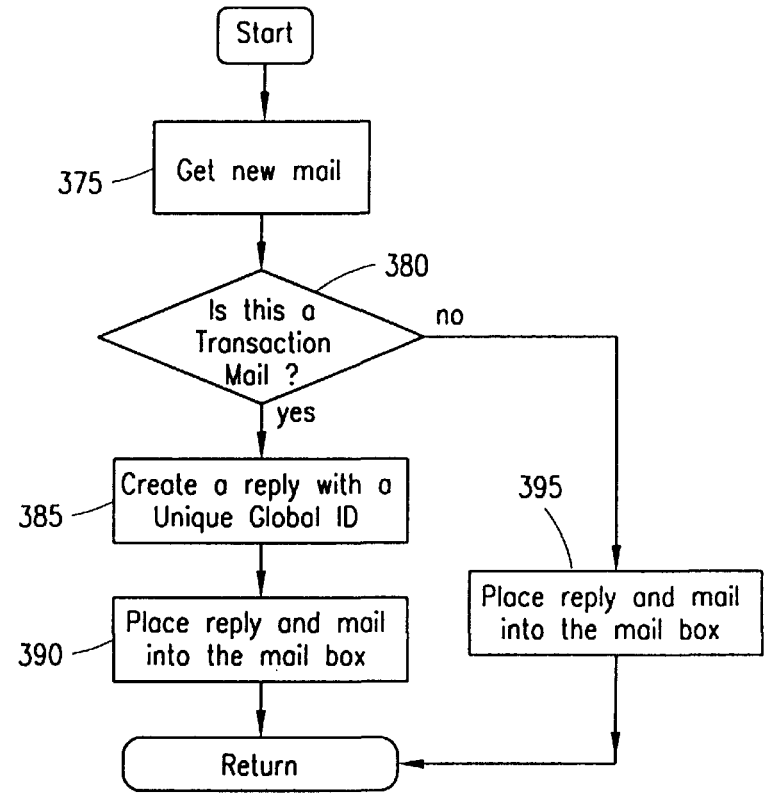 Start
375
Get new mail
380
Is this a
Transaction
Mail ?
no
yes
385
Create a reply with a
Unique Global ID
395
390
Place reply and mail
into the mail box
Place reply and mail
into the mail box
Return